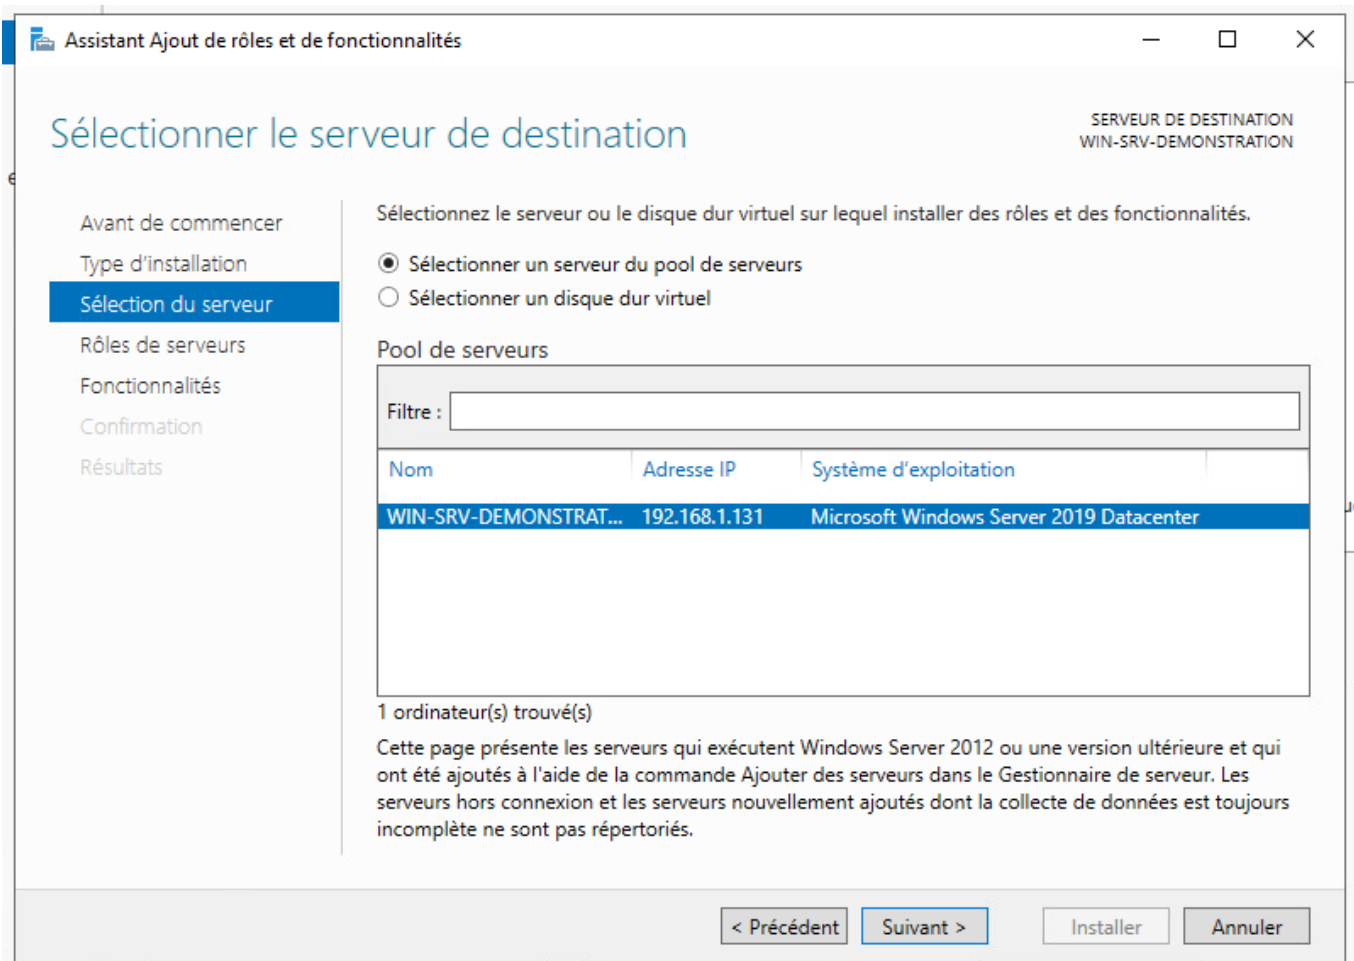 Assistant Ajout de rôles et de fonctionnalités
Sélectionner le serveur de destination
SERVEUR DE DESTINATION
WIN-SRV-DEMONSTRATION
Avant de commencer
Type d'installation
Sélection du serveur
Rôles de serveurs
Fonctionnalités
Confirmation
Résultats
Sélectionnez le serveur ou le disque dur virtuel sur lequel installer des rôles et des fonctionnalités.
Sélectionner un serveur du pool de serveurs
Sélectionner un disque dur virtuel
Pool de serveurs
Filtre :
Nom Adresse IP Système d'exploitation
WIN-SRV-DEMONSTRAT... 192.168.1.131 Microsoft Windows Server 2019 Datacenter
1 ordinateur(s) trouvé(s)
Cette page présente les serveurs qui exécutent Windows Server 2012 ou une version ultérieure et qui
ont été ajoutés à l'aide de la commande Ajouter des serveurs dans le Gestionnaire de serveur. Les
serveurs hors connexion et les serveurs nouvellement ajoutés dont la collecte de données est toujours
incomplète ne sont pas répertoriés.
< Précédent Suivant > Installer Annuler